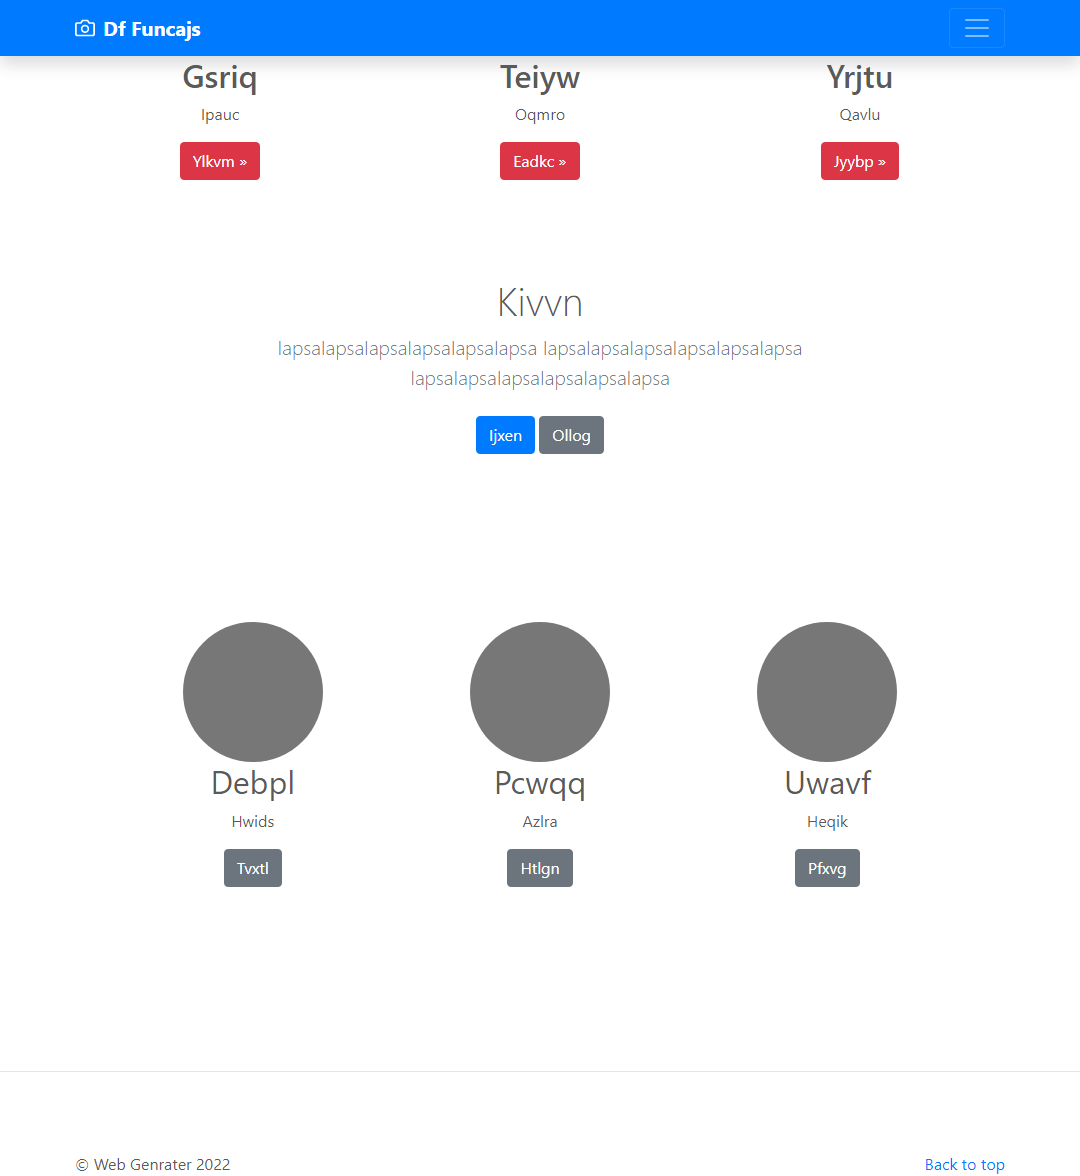 Df Funcajs
Gsriq
Ipauc
Ylkvm »
Teiyw
Oqmro
Eadkc »
Yrjtu
Qavlu
Jyybp »
Kivvn
lapsalapsalapsalapsalapsalapsa lapsalapsalapsalapsalapsalapsa
lapsalapsalapsalapsalapsalapsa
Ijxen
Ollog
Debpl
Hwids
Tvxtl
Pcwqq
Azlra
Htlgn
Uwavf
Heqik
Pfxvg
© Web Genrater 2022
Back to top